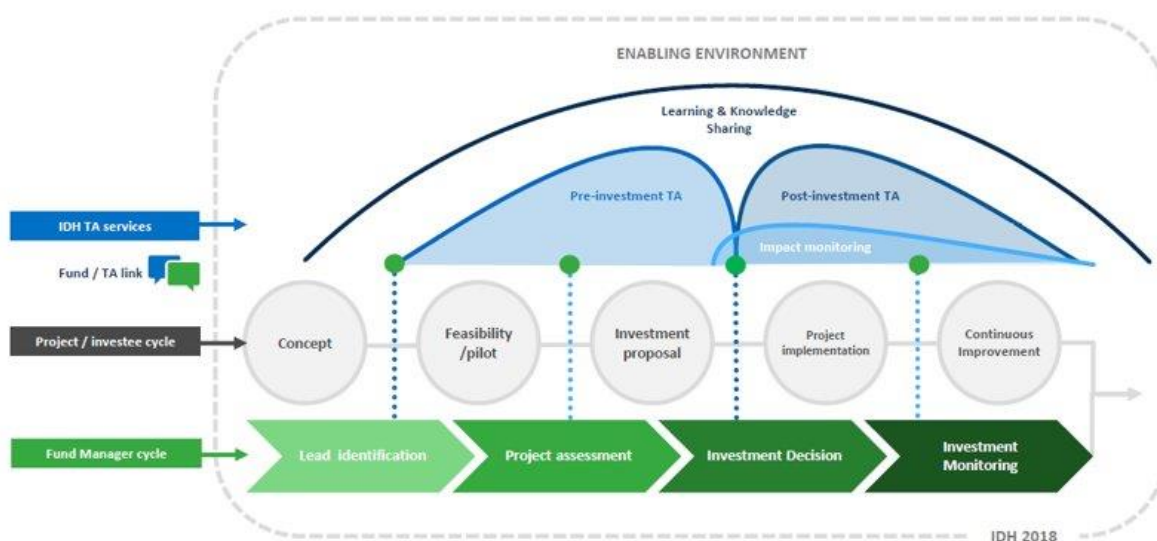 ENABLING ENVIRONMENT
Learning & Knowledge
Sharing
Pre-investment TA
Post-investment TA
IDH TA services
Impact monitoring
Fund / TA link
Project / investee cycle
Concept
Feasibility
/pilot
Investment
proposal
Project
implementation
Continuous
Improvement
Fund Manager cycle
Lead identification
Project assessment
Investment Decision
Investment
Monitoring
IDH 2018